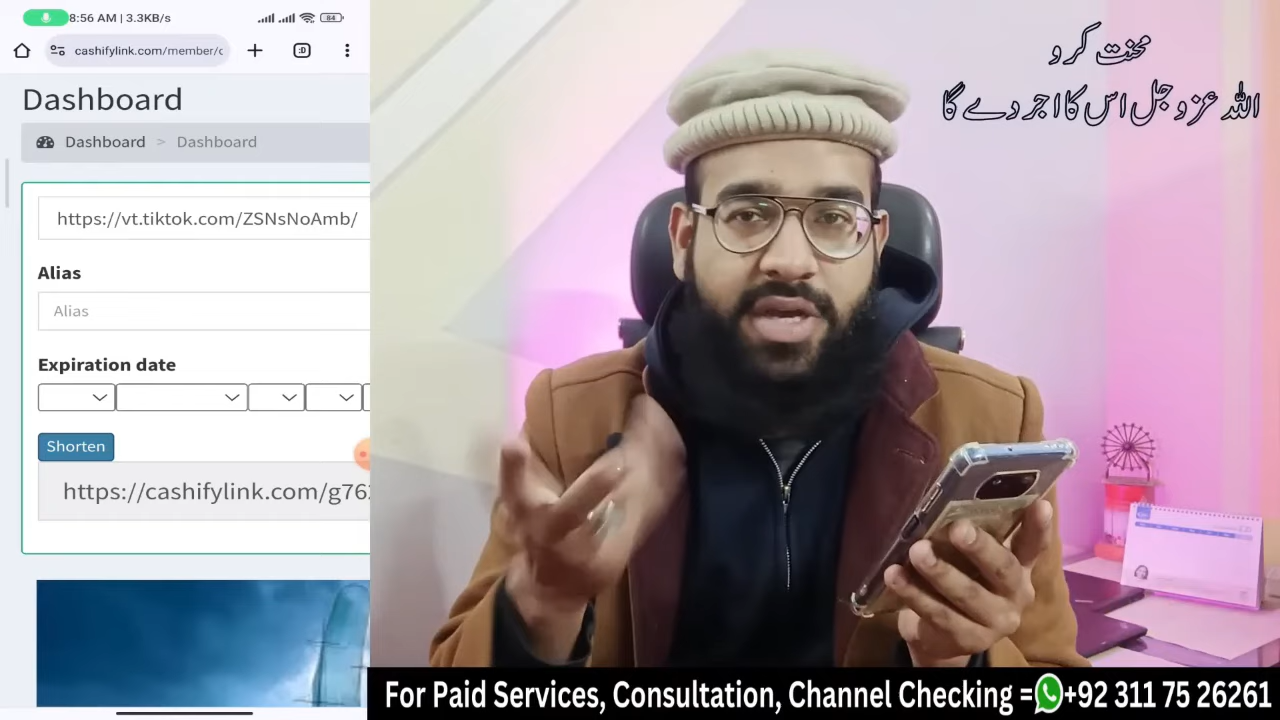 8:56 AM | 3.3KB/s
84
cashifylink.com/member/c
:D
Dashboard
Dashboard > Dashboard
https://vt.tiktok.com/ZSNsNoAmb/
Alias
Alias
Expiration date
Shorten
https://cashifylink.com/g76
محنت کرو
اللہ عزوجل اس کا اجر دے گا
For Paid Services, Consultation, Channel Checking = +92 311 75 26261